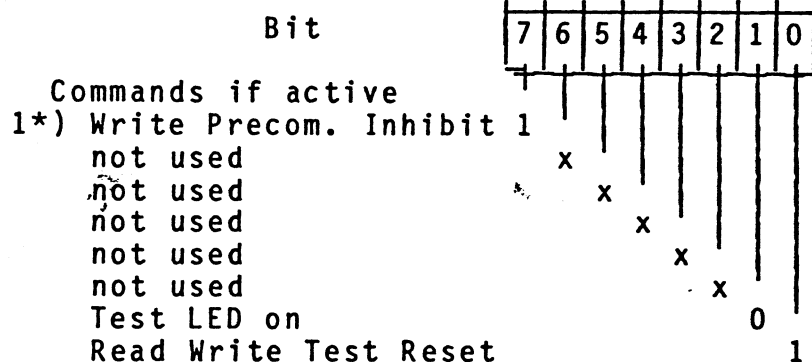 Bit 7 6 5 4 3 2 1 0
Commands if active
1*) Write Precom. Inhibit 1
not used x
not used x
not used x
not used x
not used x
Test LED on 0
Read Write Test Reset 1